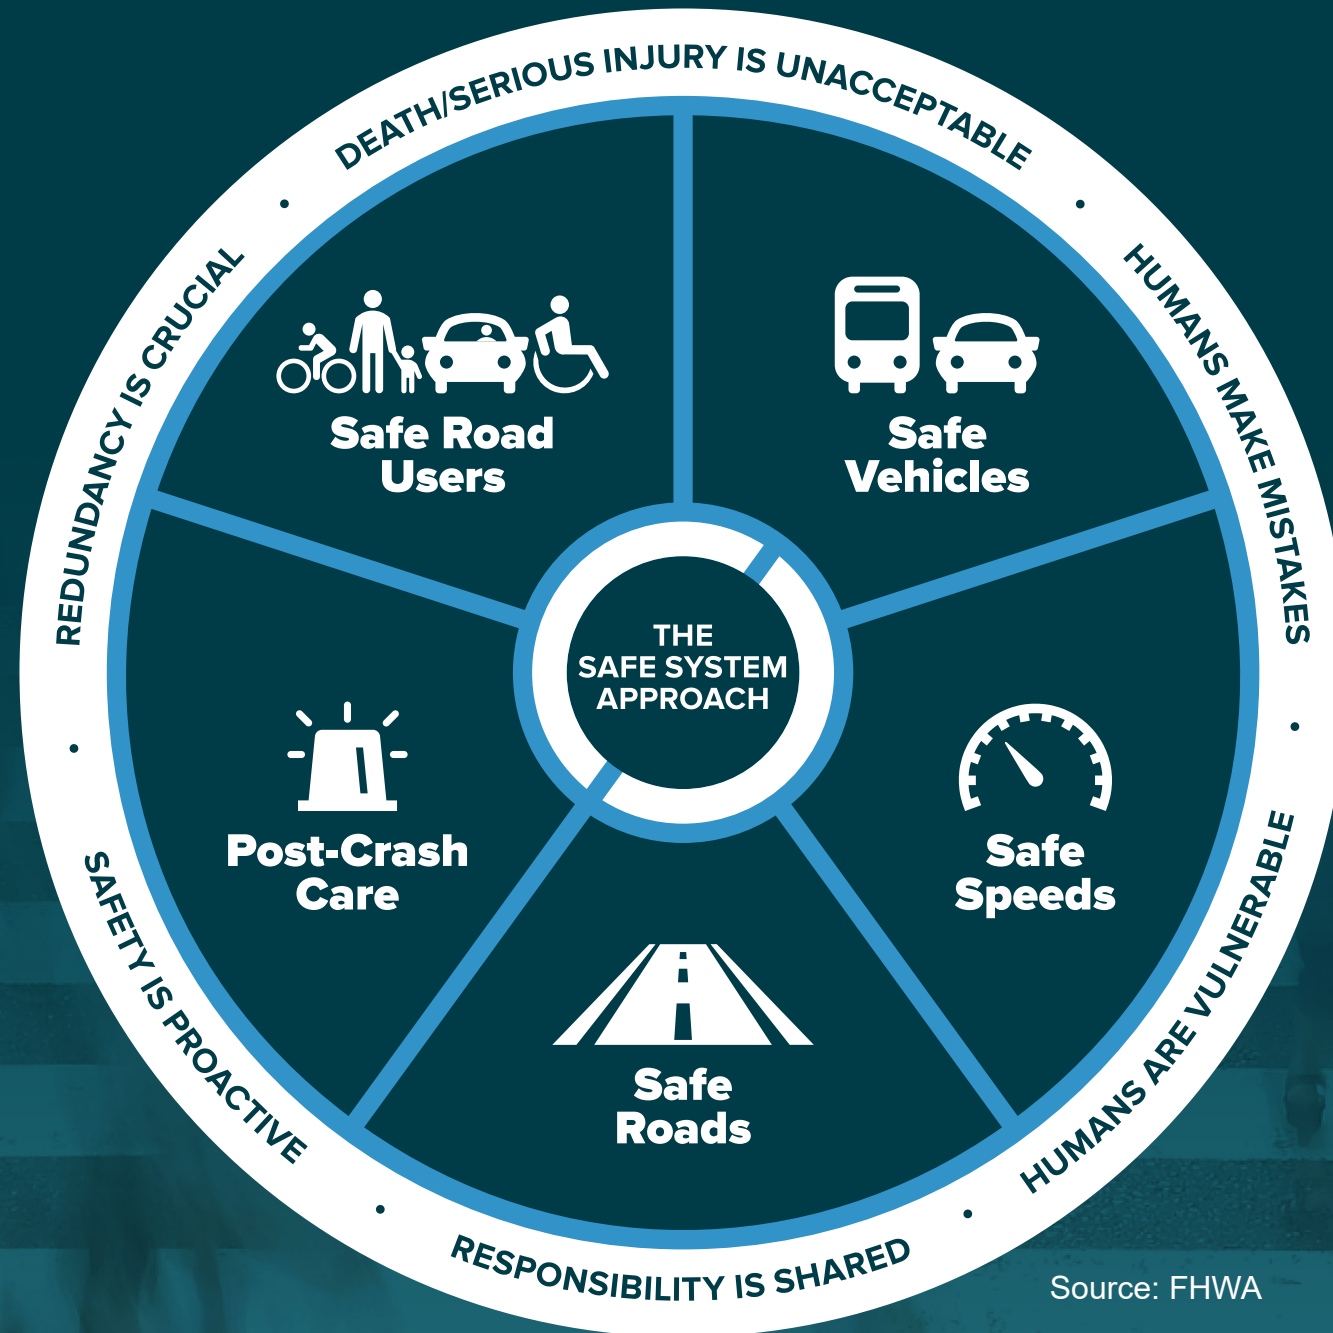 DEATH/SERIOUS INJURY IS UNACCEPTABLE
HUMANS MAKE MISTAKES
HUMANS ARE VULNERABLE
RESPONSIBILITY IS SHARED
SAFETY IS PROACTIVE
REDUNDANCY IS CRUCIAL
Safe Road
Users
Safe
Vehicles
Safe
Speeds
Safe
Roads
Post-Crash
Care
THE
SAFE SYSTEM
APPROACH
Source: FHWA